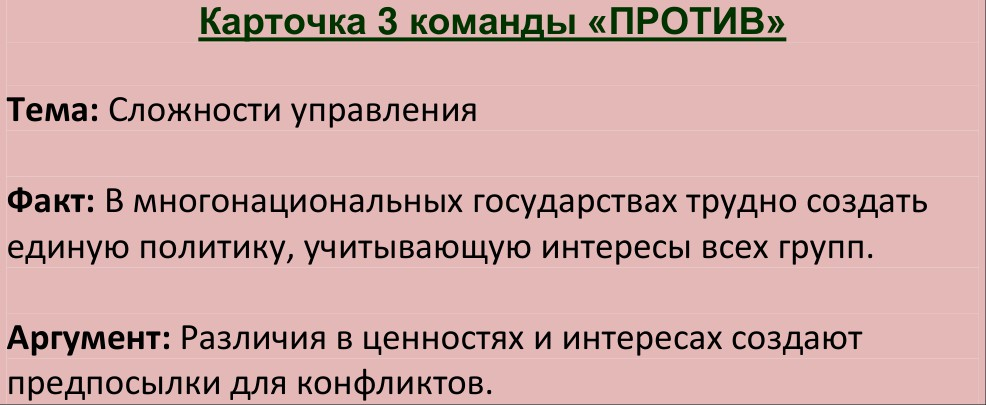 Карточка 3 команды «ПРОТИВ»
Тема: Сложности управления
Факт: В многонациональных государствах трудно создать
единую политику, учитывающую интересы всех групп.
Аргумент: Различия в ценностях и интересах создают
предпосылки для конфликтов.